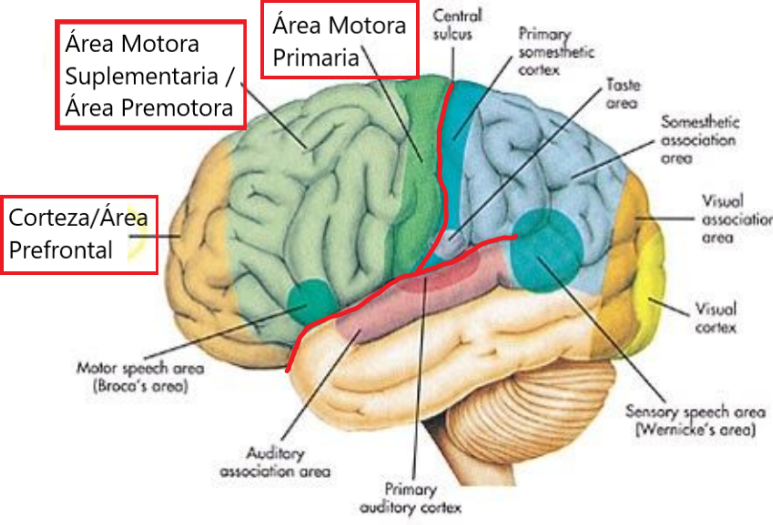 Área Motora
Suplementaria /
Área Premotora
Área Motora
Primaria
Central
sulcus
Primary
somesthetic
cortex
Taste
area
Somesthetic
association
area
Corteza/Área
Prefrontal
Visual
association
area
Visual
cortex
Motor speech area
(Broca's area)
Sensory speech area
(Wernicke's area)
Auditory
association area
Primary
auditory cortex